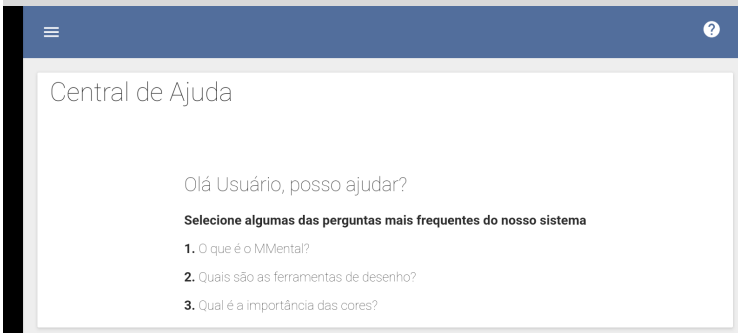 Central de Ajuda
Olá Usuário, posso ajudar?
Selecione algumas das perguntas mais frequentes do nosso sistema
1. O que é o MMental?
2. Quais são as ferramentas de desenho?
3. Qual é a importância das cores?